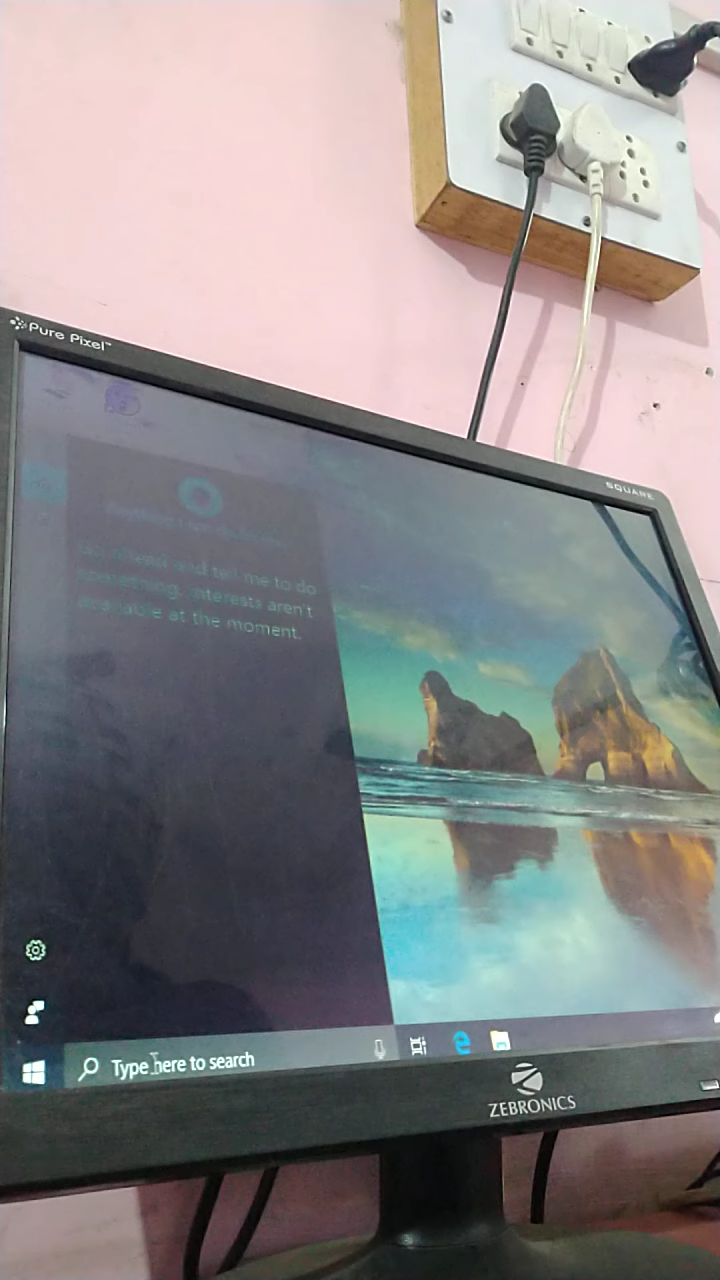 Pure Pixel™
SQUARE
Go ahead and tell me to do
something. Interests aren't
available at the moment.
Type here to search
ZEBRONICS